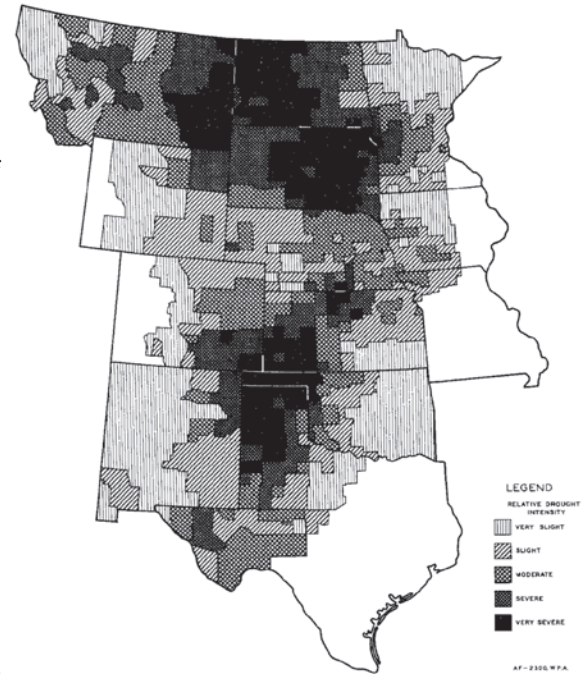 LEGEND
RELATIVE DROUGHT
INTENSITY
VERY SLIGHT
SLIGHT
MODERATE
SEVERE
VERY SEVERE
AF-2300, W.P.A.